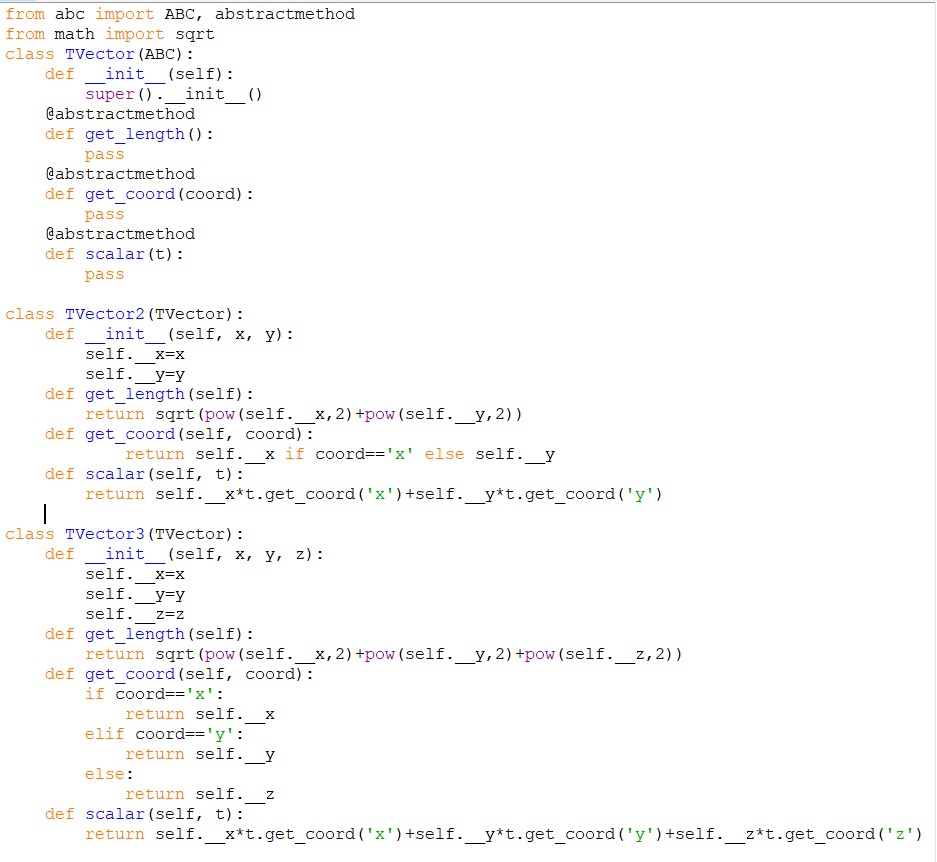 from abc import ABC, abstractmethod
from math import sqrt
class TVector(ABC):
    def __init__(self):
        super().__init__()
    @abstractmethod
    def get_length():
        pass
    @abstractmethod
    def get_coord(coord):
        pass
    @abstractmethod
    def scalar(t):
        pass

class TVector2(TVector):
    def __init__(self, x, y):
        self.__x=x
        self.__y=y
    def get_length(self):
        return sqrt(pow(self.__x,2)+pow(self.__y,2))
    def get_coord(self, coord):
            return self.__x if coord=='x' else self.__y
    def scalar(self, t):
        return self.__x*t.get_coord('x')+self.__y*t.get_coord('y')

class TVector3(TVector):
    def __init__(self, x, y, z):
        self.__x=x
        self.__y=y
        self.__z=z
    def get_length(self):
        return sqrt(pow(self.__x,2)+pow(self.__y,2)+pow(self.__z,2))
    def get_coord(self, coord):
        if coord=='x':
            return self.__x
        elif coord=='y':
            return self.__y
        else:
            return self.__z
    def scalar(self, t):
        return self.__x*t.get_coord('x')+self.__y*t.get_coord('y')+self.__z*t.get_coord('z')